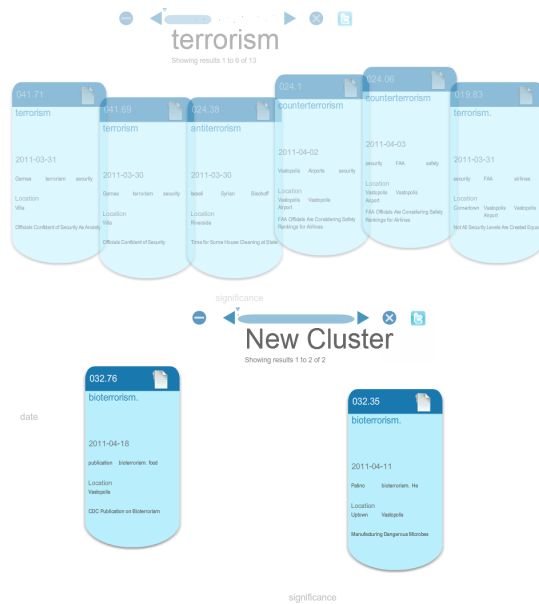 terrorism
Showing results 1 to 6 of 13
041.71
terrorism
2011-03-31
Games terrorism security
Location
Villa
Officials Confident of Security As Anxiety
041.69
terrorism
2011-03-30
Games terrorism security
Location
Villa
Officials Confident of Security
024.38
antiterrorism
2011-03-30
Israeli Syrian
Location
Riverside
Time for Some House Cleaning at State
024.1
counterterrorism
2011-04-02
Vastopolis Airports security
Location
Vastopolis Vastopolis
Airport
FAA Officials Are Considering Safety
Rankings for Airlines
024.06
counterterrorism
2011-04-03
security FAA safety
Location
Vastopolis Vastopolis
Airport
FAA Officials Are Considering Safety
Rankings for Airlines
019.83
terrorism.
2011-03-31
security FAA airlines
Location
Vastopolis Vastopolis
Airport
Not All Security Levels Are Created Equal
significance
New Cluster
Showing results 1 to 2 of 2
032.76
bioterrorism.
2011-04-18
publication bioterrorism. food
Location
Vastopolis
CDC Publication on Bioterrorism
032.35
bioterrorism.
2011-04-11
Patino bioterrorism. He
Location
Uptown Vastopolis
Manufacturing Dangerous Microbes
date
significance